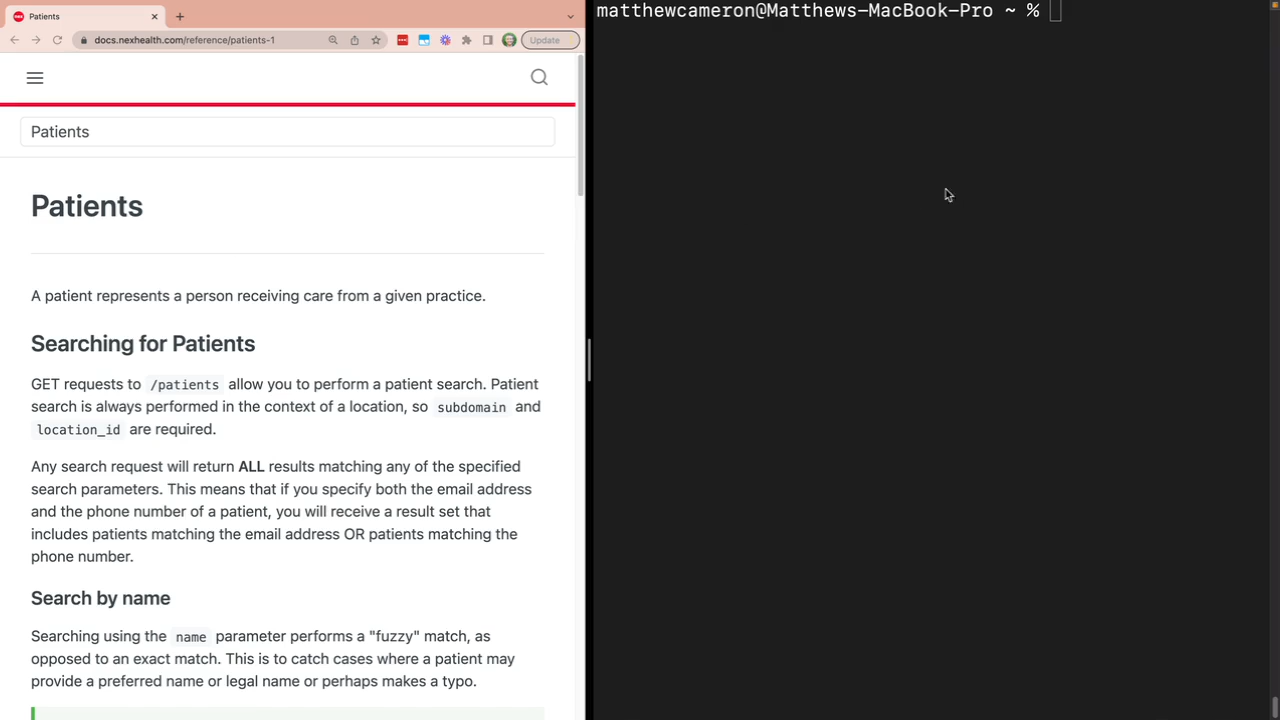 Patients
docs.nexhealth.com/reference/patients-1
Update
Patients
Patients
A patient represents a person receiving care from a given practice.
Searching for Patients
GET requests to /patients allow you to perform a patient search. Patient
search is always performed in the context of a location, so subdomain and
location_id are required.
Any search request will return ALL results matching any of the specified
search parameters. This means that if you specify both the email address
and the phone number of a patient, you will receive a result set that
includes patients matching the email address OR patients matching the
phone number.
Search by name
Searching using the name parameter performs a "fuzzy" match, as
opposed to an exact match. This is to catch cases where a patient may
provide a preferred name or legal name or perhaps makes a typo.
matthewcameron@Matthews-MacBook-Pro ~ %